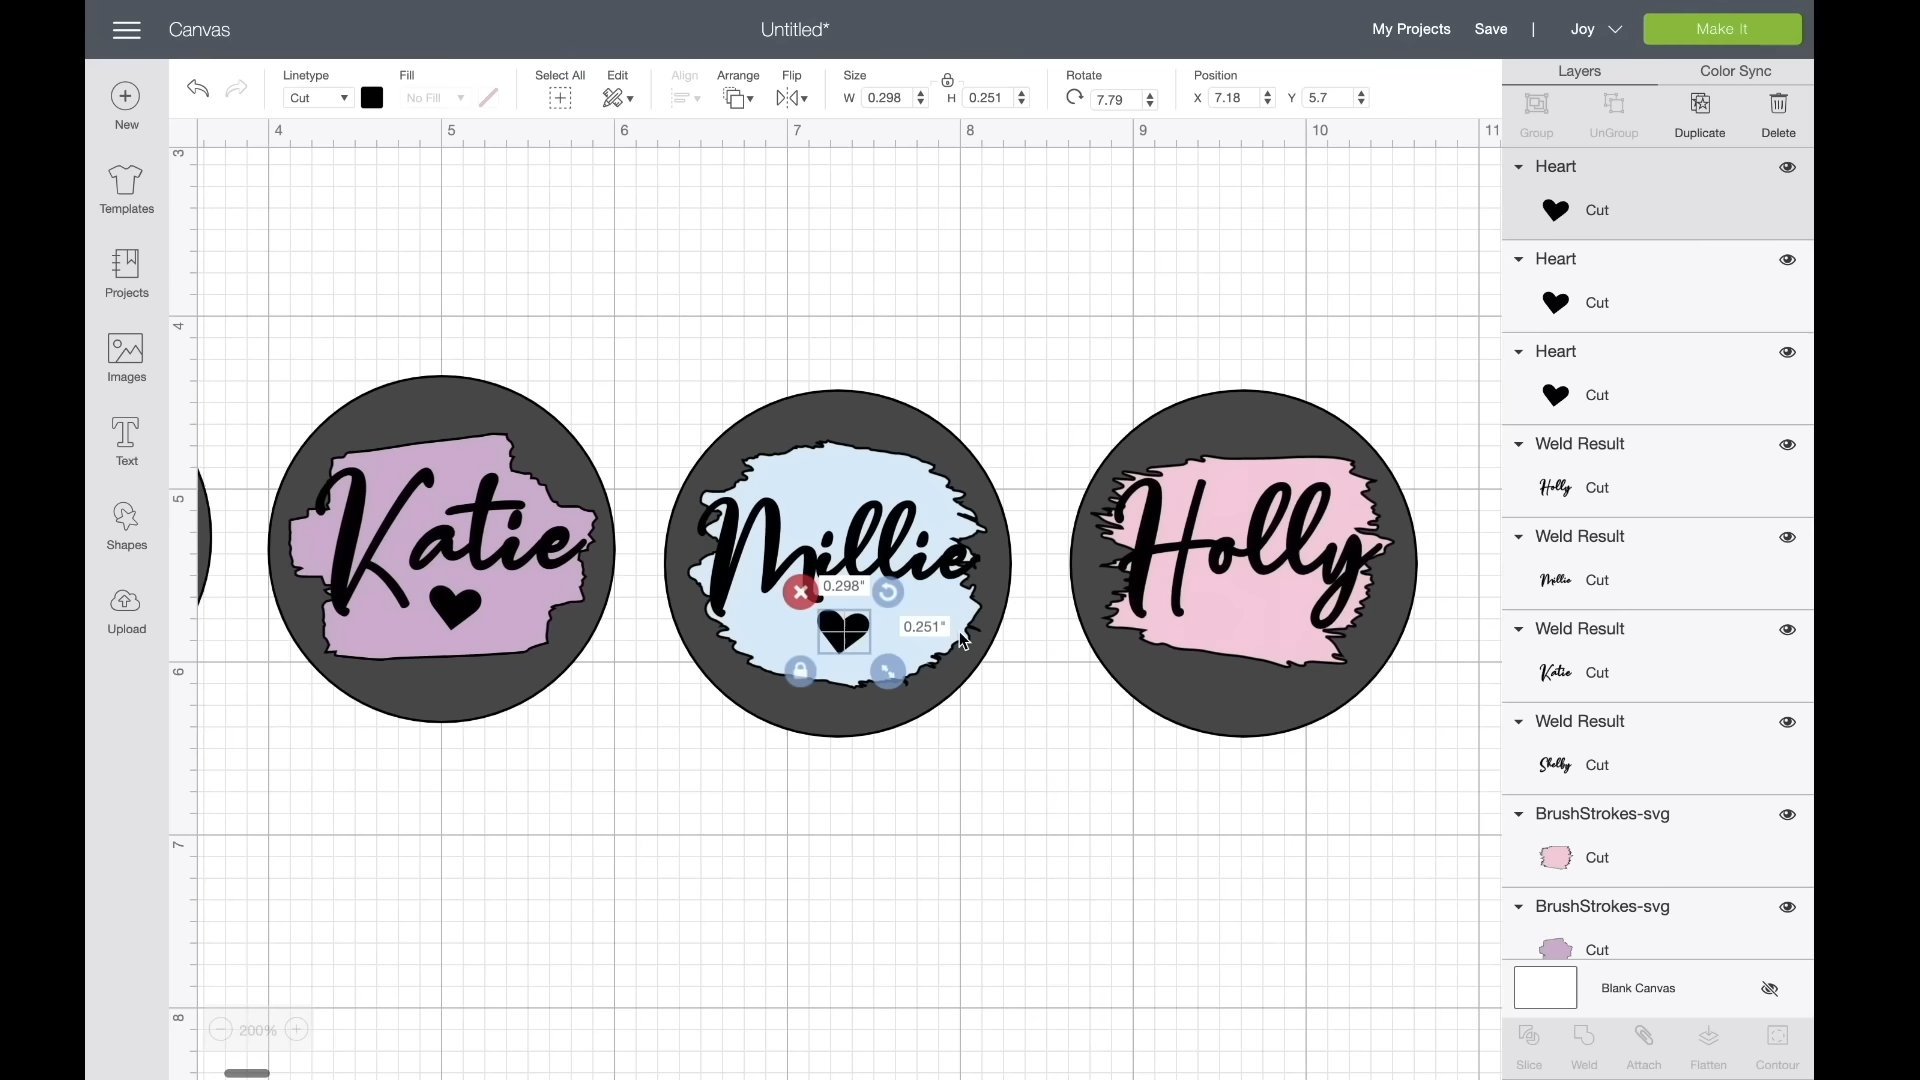 Canvas
Untitled*
My Projects Save | Joy Make It
Linetype
Cut
Fill
No Fill
Select All
Edit
Align
Arrange
Flip
Size
W 0.298
H 0.251
Rotate
7.79
Position
X 7.18
Y 5.7
New
Templates
Projects
Images
Text
Shapes
Upload
4 5 6 7 8 9 10 11
3
4
5
6
7
8
Katie
Millie
Holly
0.298"
0.251"
200%
Layers Color Sync
Group UnGroup Duplicate Delete
Heart
Cut
Heart
Cut
Heart
Cut
Weld Result
Holly Cut
Weld Result
Millie Cut
Weld Result
Katie Cut
Weld Result
Shelby Cut
BrushStrokes-svg
Cut
BrushStrokes-svg
Cut
Blank Canvas
Slice Weld Attach Flatten Contour